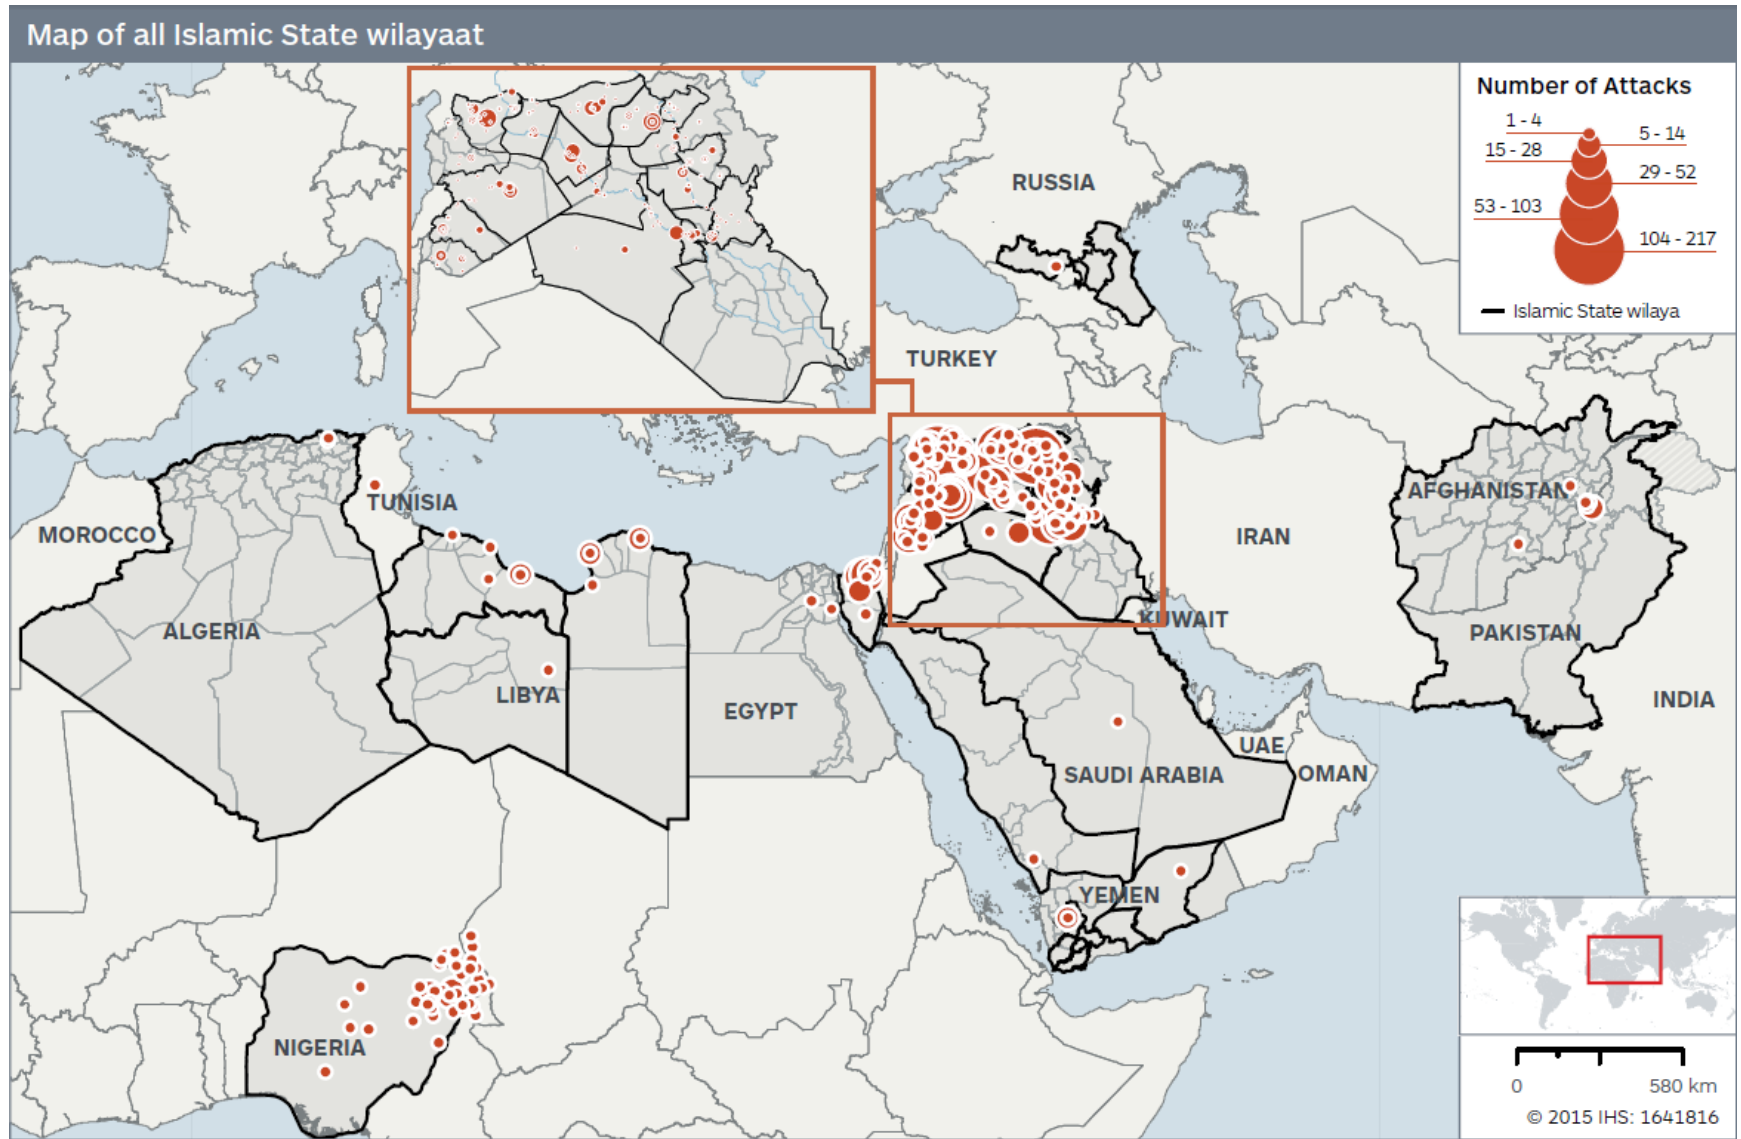 Map of all Islamic State wilayaat
Number of Attacks
1 - 4
5 - 14
15 - 28
29 - 52
53 - 103
104 - 217
Islamic State wilaya
RUSSIA
TURKEY
TUNISIA
MOROCCO
AFGHANISTAN
IRAN
ALGERIA
KUWAIT
PAKISTAN
LIBYA
EGYPT
INDIA
UAE
SAUDI ARABIA
OMAN
YEMEN
NIGERIA
0
580 km
© 2015 IHS: 1641816